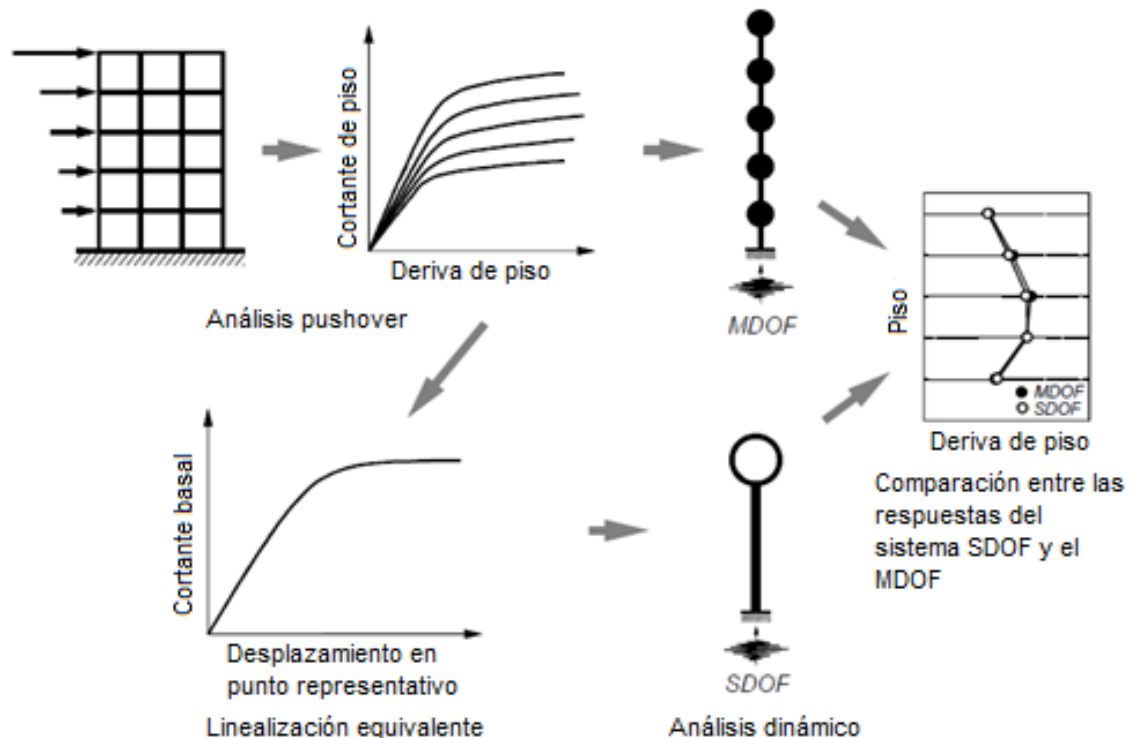 Cortante de piso
Deriva de piso
Análisis pushover
MDOF
Piso
MDOF
SDOF
Deriva de piso
Comparación entre las
respuestas del
sistema SDOF y el
MDOF
Cortante basal
Desplazamiento en
punto representativo
Linealización equivalente
SDOF
Análisis dinámico